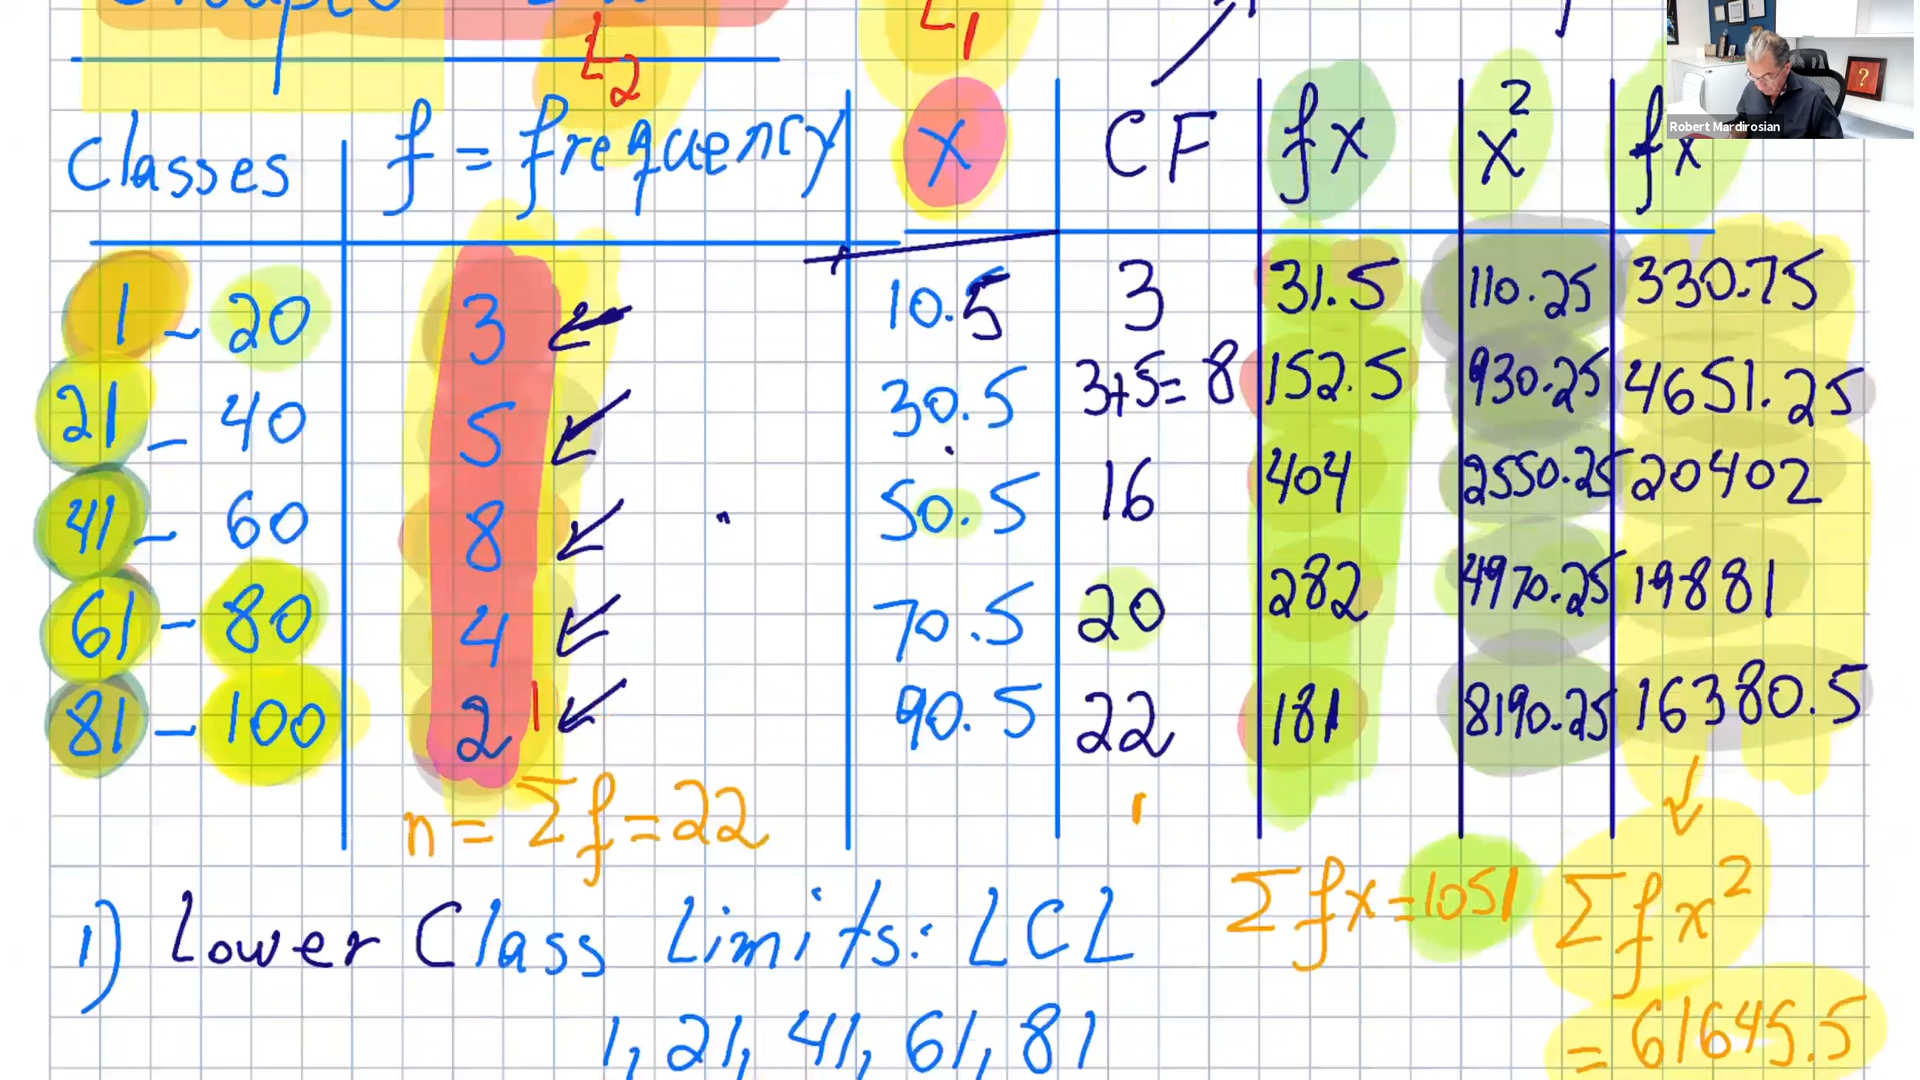 L2 L1
Classes f = frequency X CF fx x² fx
1 - 20 3 10.5 3 31.5 110.25 330.75
21 - 40 5 30.5 3+5=8 152.5 930.25 4651.25
41 - 60 8 50.5 16 404 2550.25 20402
61 - 80 4 70.5 20 282 4970.25 19881
81 - 100 2 90.5 22 181 8190.25 16380.5
n = Σf = 22
Σfx = 1051 Σfx²
= 61645.5
1) Lower Class Limits: LCL
1, 21, 41, 61, 81
?
Robert Mardirosian